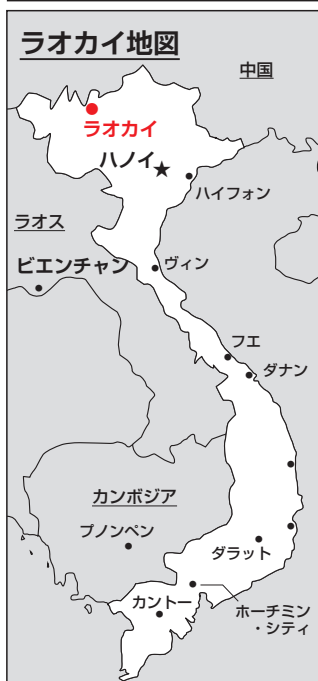 ラオカイ地図
中国
ラオカイ
ハノイ
ハイフォン
ラオス
ビエンチャン
ヴィン
フエ
ダナン
カンボジア
プノンペン
ダラット
カントー
ホーチミン
・シティ